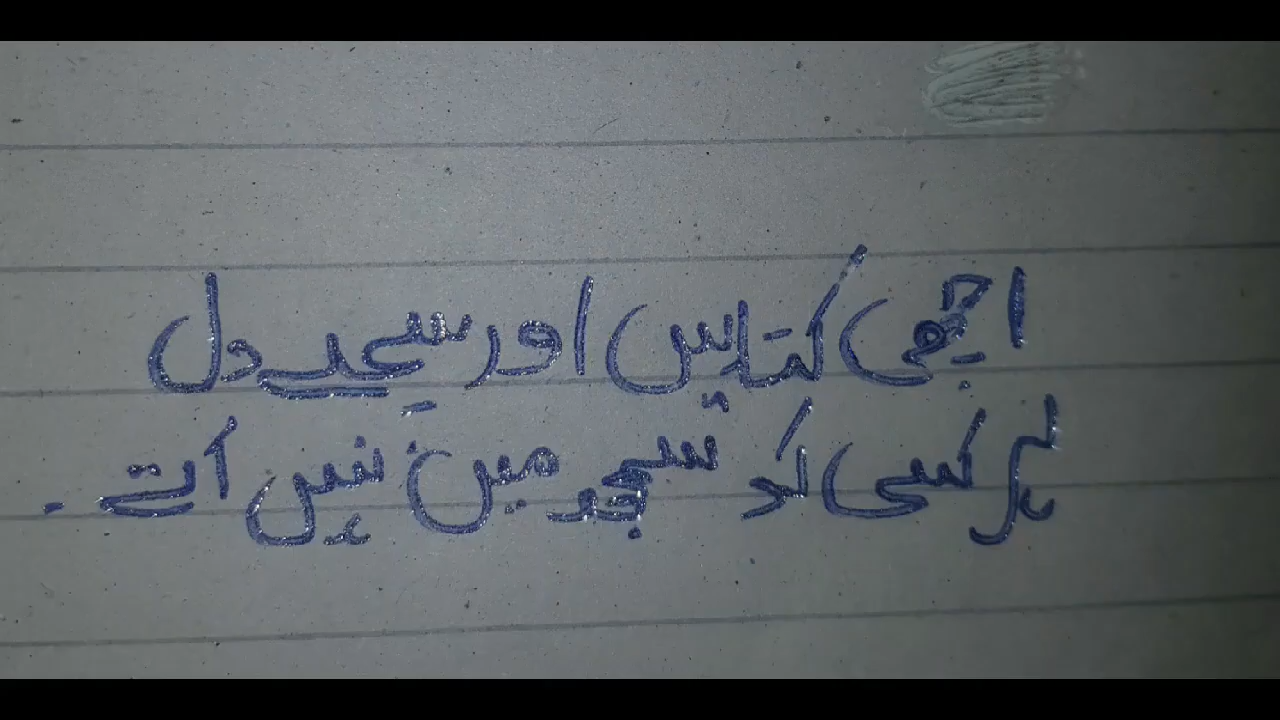 اچھی کتابیں اور سچے دل
ہر کسی کو سمجھ میں نہیں آتے۔